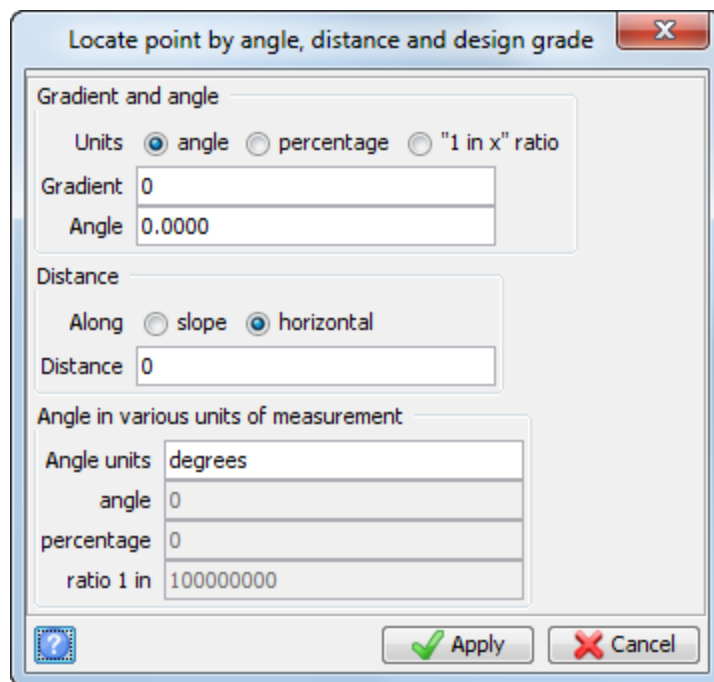 Locate point by angle, distance and design grade
Gradient and angle
Units angle percentage "1 in x" ratio
Gradient 0
Angle 0.0000
Distance
Along slope horizontal
Distance 0
Angle in various units of measurement
Angle units degrees
angle 0
percentage 0
ratio 1 in 100000000
? Apply Cancel